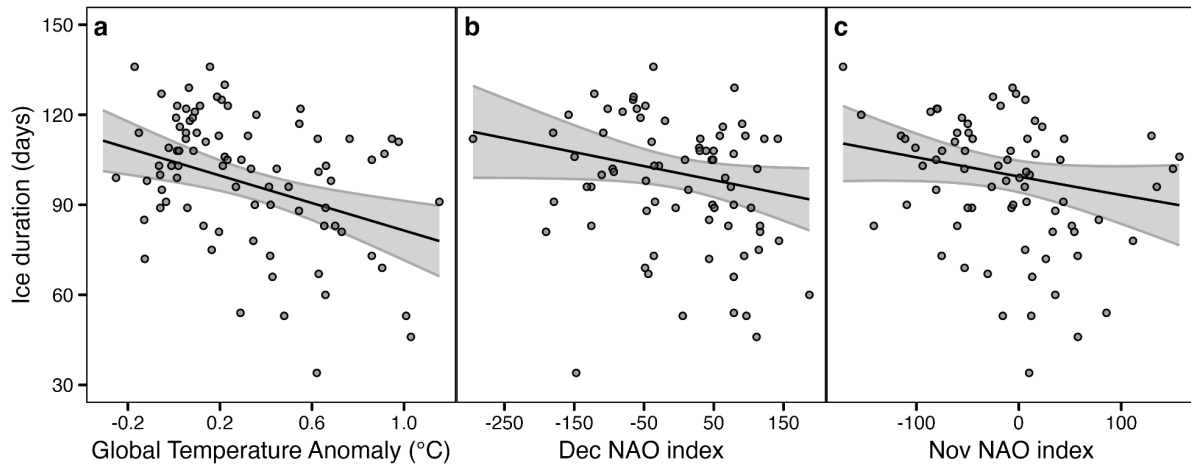 a b c
150
120
90
60
30
Ice duration (days)
-0.2 0.2 0.6 1.0
-250 -150 -50 50 150
-100 0 100
Global Temperature Anomaly (°C)
Dec NAO index
Nov NAO index